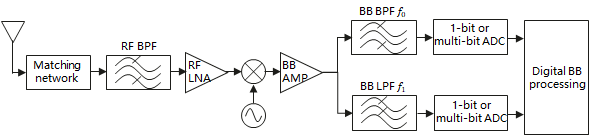 Matching
network
RF BPF
RF
LNA
BB
AMP
BB BPF f0
1-bit or
multi-bit ADC
BB LPF f1
1-bit or
multi-bit ADC
Digital BB
processing